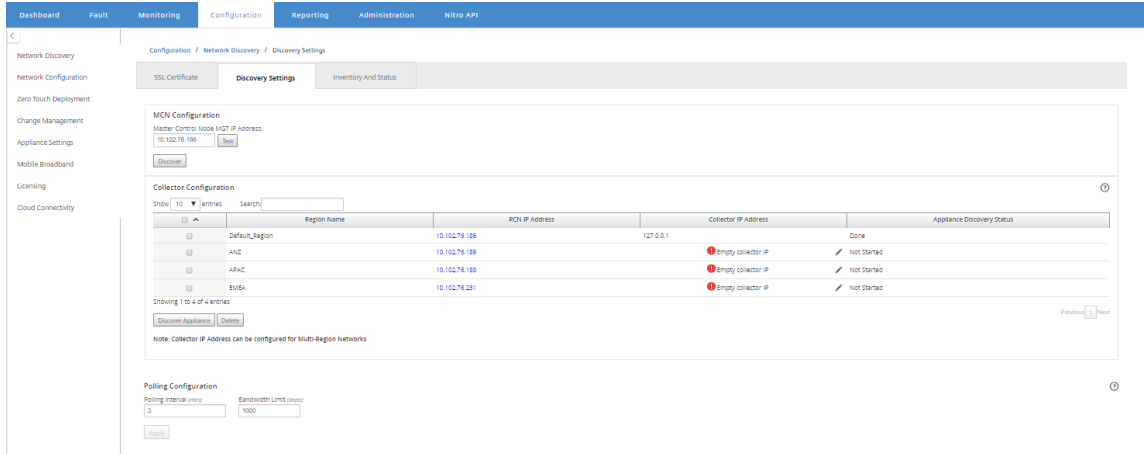 Dashboard Fault Monitoring Configuration Reporting Administration Nitro API
<
Network Discovery
Network Configuration
Zero Touch Deployment
Change Management
Appliance Settings
Mobile Broadband
Licensing
Cloud Connectivity
Configuration / Network Discovery / Discovery Settings
SSL Certificate Discovery Settings Inventory And Status
MCN Configuration
Master Control Node MGT IP Address:
10.102.76.186 Test
Discover
Collector Configuration
Show 10 entries Search:
Region Name RCN IP Address Collector IP Address Appliance Discovery Status
Default_Region 10.102.76.186 127.0.0.1 Done
ANZ 10.102.76.189 Empty collector IP Not Started
APAC 10.102.76.188 Empty collector IP Not Started
EMEA 10.102.76.231 Empty collector IP Not Started
Showing 1 to 4 of 4 entries
Previous 1 Next
Discover Appliance Delete
Note: Collector IP Address can be configured for Multi-Region Networks
Polling Configuration
Polling Interval (min): Bandwidth Limit (kbps):
3 1000
Apply